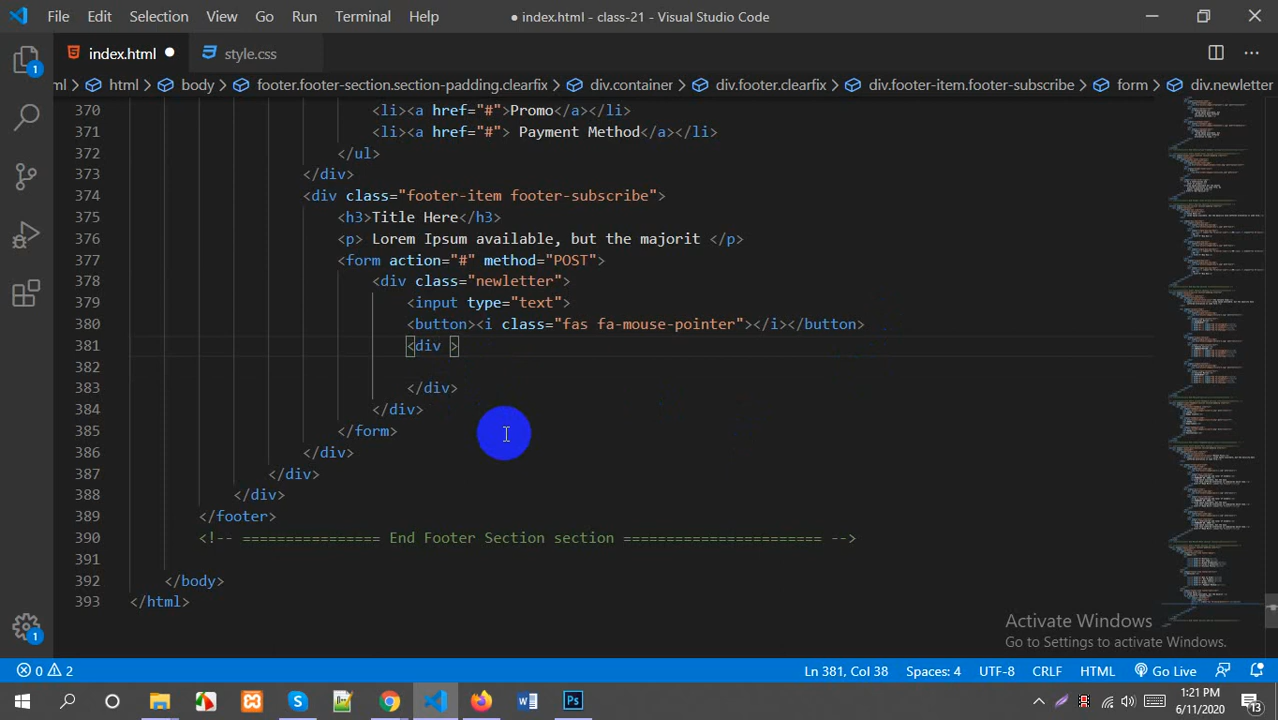 File Edit Selection View Go Run Terminal Help ● index.html - class-21 - Visual Studio Code
index.html ● style.css
ml > html > body > footer.footer-section.section-padding.clearfix > div.container > div.footer.clearfix > div.footer-item.footer-subscribe > form > div.newletter
370 <li><a href="#">Promo</a></li>
371 <li><a href="#"> Payment Method</a></li>
372 </ul>
373 </div>
374 <div class="footer-item footer-subscribe">
375 <h3>Title Here</h3>
376 <p> Lorem Ipsum available, but the majorit </p>
377 <form action="#" method="POST">
378 <div class="newletter">
379 <input type="text">
380 <button><i class="fas fa-mouse-pointer"></i></button>
381 <div >
382
383 </div>
384 </div>
385 </form>
386 </div>
387 </div>
388 </div>
389 </footer>
390 <!-- ================ End Footer Section section ======================= -->
391
392 </body>
393 </html>
1
1
Activate Windows
Go to Settings to activate Windows.
0 2 Ln 381, Col 38 Spaces: 4 UTF-8 CRLF HTML Go Live
1:21 PM
6/11/2020
13